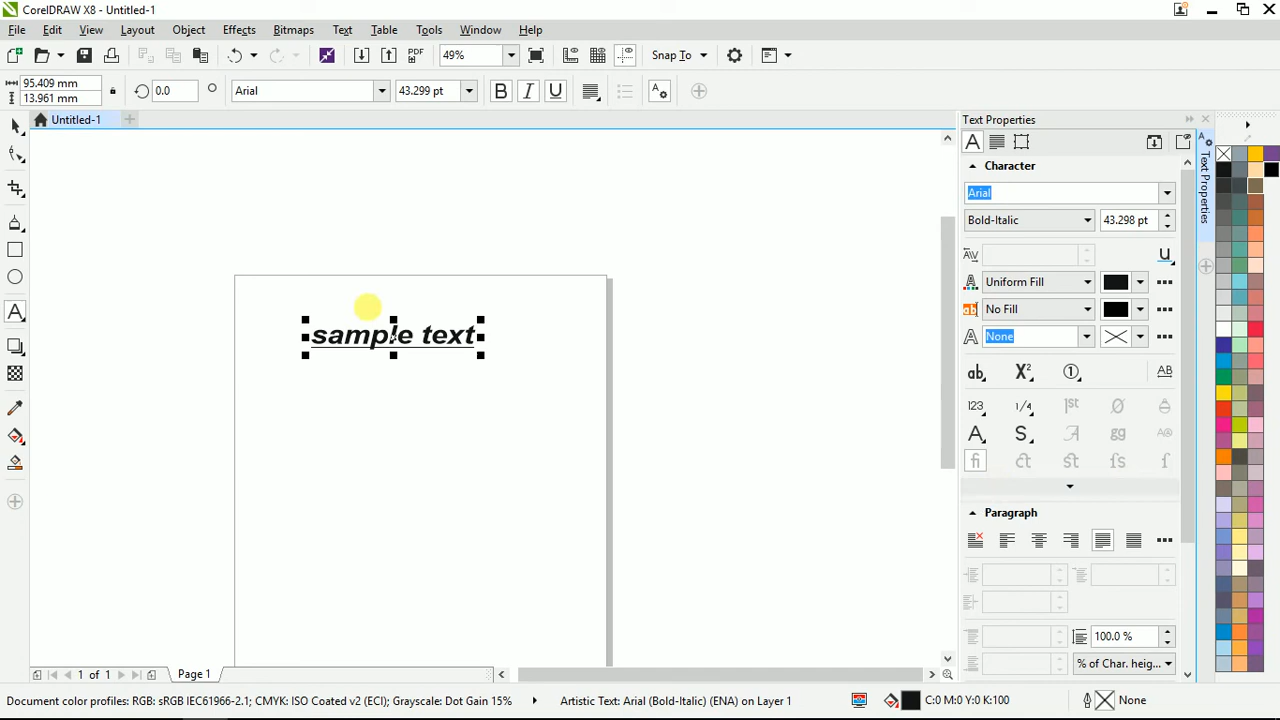 CorelDRAW X8 - Untitled-1
File Edit View Layout Object Effects Bitmaps Text Table Tools Window Help
PDF 49% Snap To
95.409 mm
13.961 mm
0.0 Arial 43.299 pt B I U
Untitled-1
Text Properties
Character
Arial
Bold-Italic 43.298 pt
Uniform Fill
No Fill
None
sample text
Paragraph
100.0 %
% of Char. heig...
Text Properties
1 of 1 Page 1
Document color profiles: RGB: sRGB IEC61966-2.1; CMYK: ISO Coated v2 (ECI); Grayscale: Dot Gain 15% Artistic Text: Arial (Bold-Italic) (ENA) on Layer 1 C:0 M:0 Y:0 K:100 None